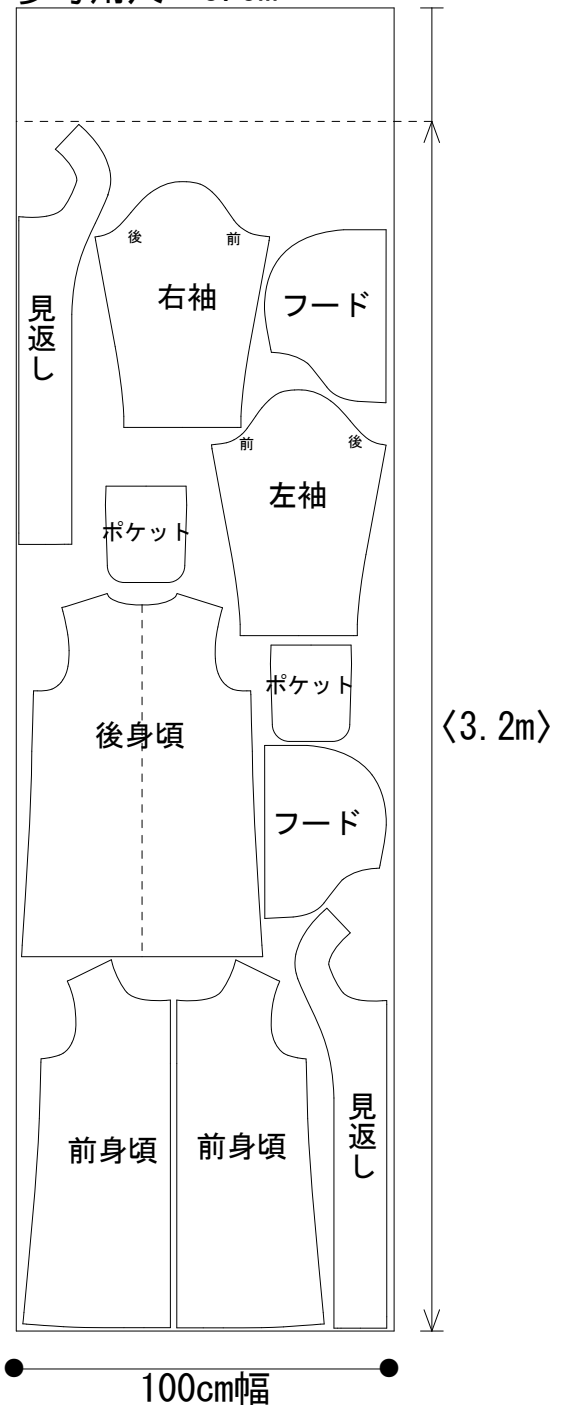 後
前
右袖
フード
見返し
前
後
左袖
ポケット
ポケット
〈3.2m〉
後身頃
フード
見返し
前身頃
前身頃
100cm幅